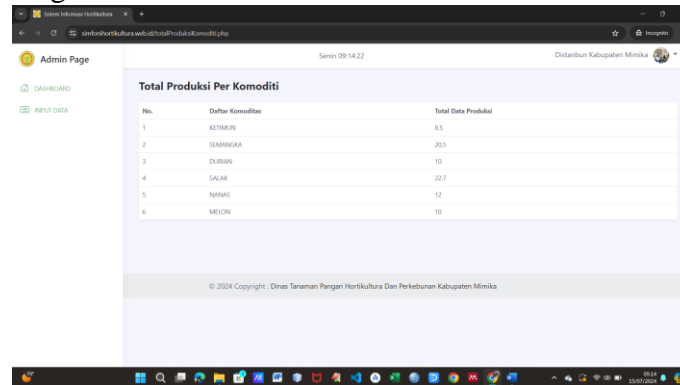 Sistem Informasi Hortikultura
simfonihortikultura.web.id/totalProduksiKomoditi.php
Incognito
Admin Page
Senin 09:14:22
Distanbun Kabupaten Mimika
DASHBOARD
INPUT DATA
Total Produksi Per Komoditi
No. Daftar Komoditas Total Data Produksi
1 KETIMUN 8.5
2 SEMANGKA 20.5
3 DURIAN 10
4 SALAK 22.7
5 NANAS 12
6 MELON 10
© 2024 Copyright : Dinas Tanaman Pangan Hortikultura Dan Perkebunan Kabupaten Mimika
09.14
15/07/2024